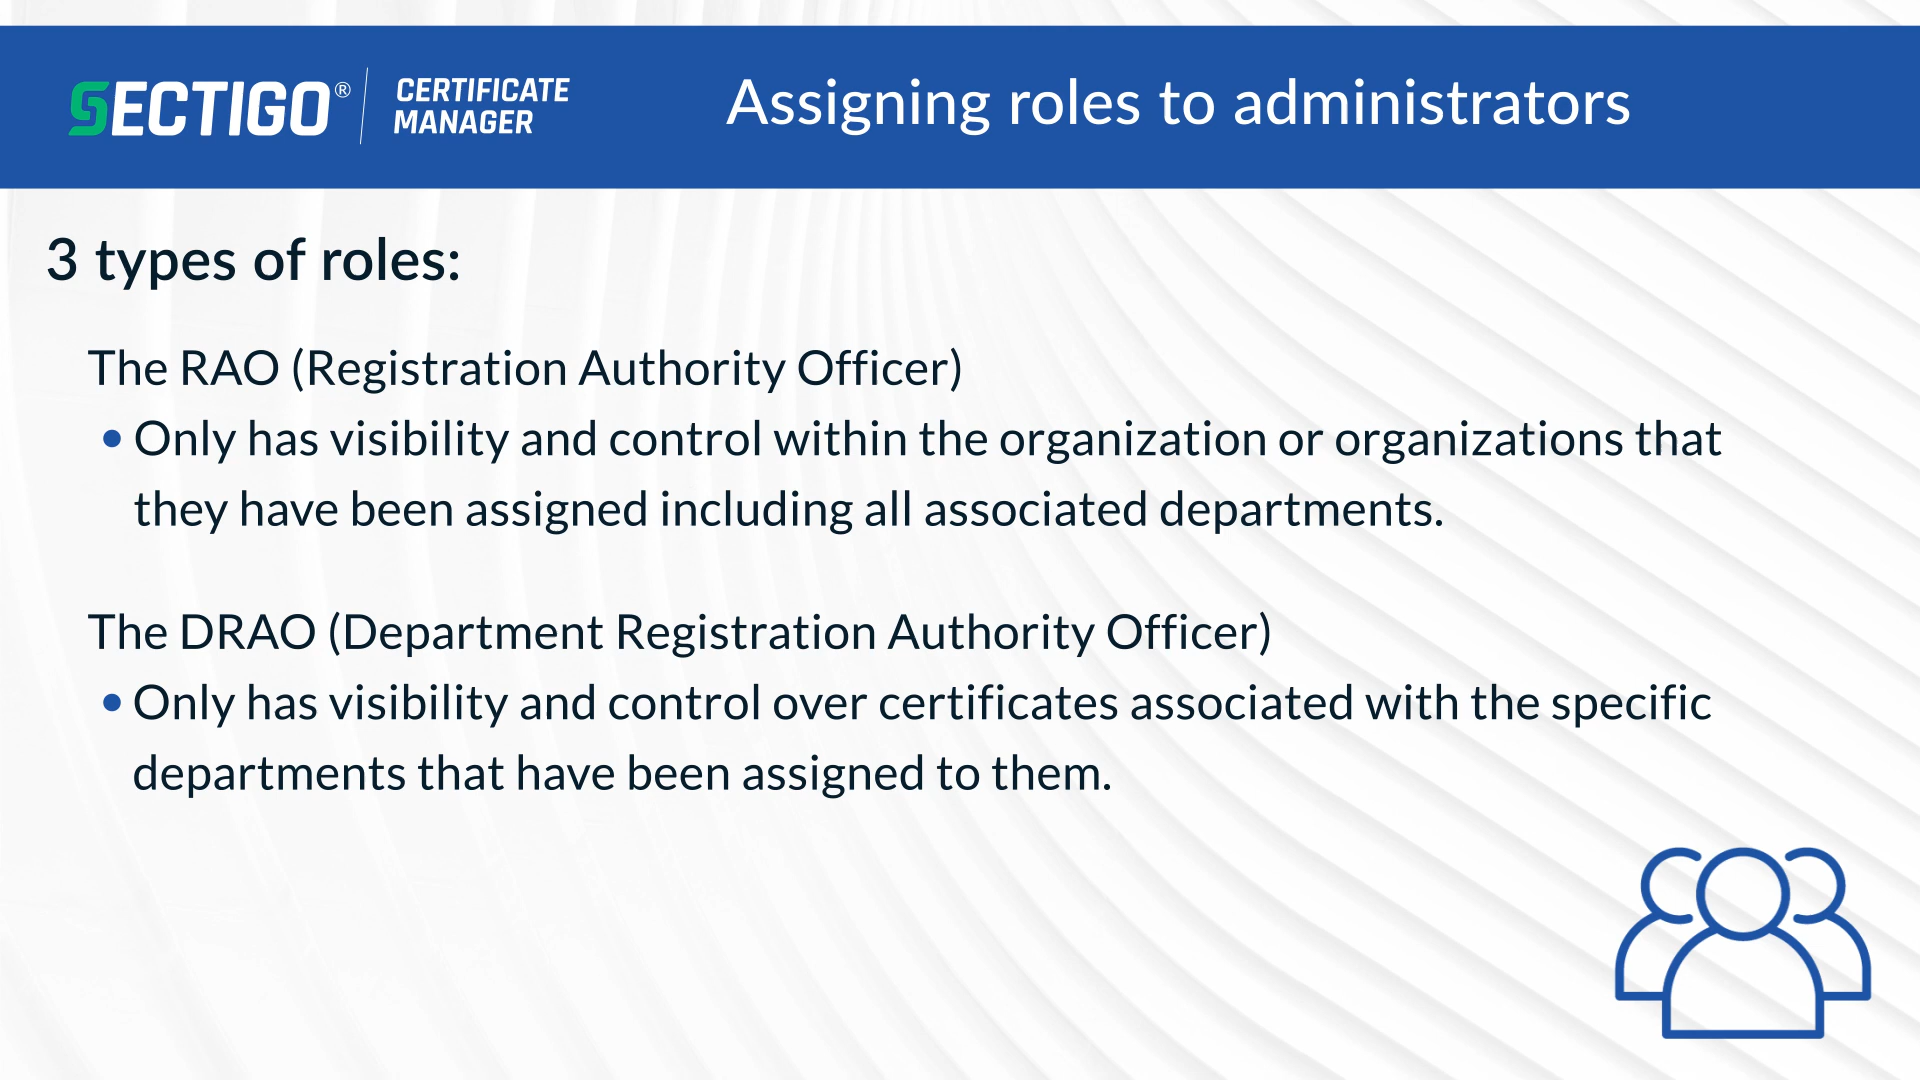 SECTIGO® CERTIFICATE MANAGER
Assigning roles to administrators
3 types of roles:
The RAO (Registration Authority Officer)
• Only has visibility and control within the organization or organizations that
they have been assigned including all associated departments.
The DRAO (Department Registration Authority Officer)
• Only has visibility and control over certificates associated with the specific
departments that have been assigned to them.